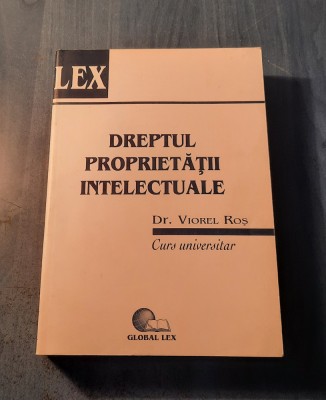 LEX
DREPTUL
PROPRIETĂŢII
INTELECTUALE
Dr. VIOREL ROŞ
Curs universitar
GLOBAL LEX